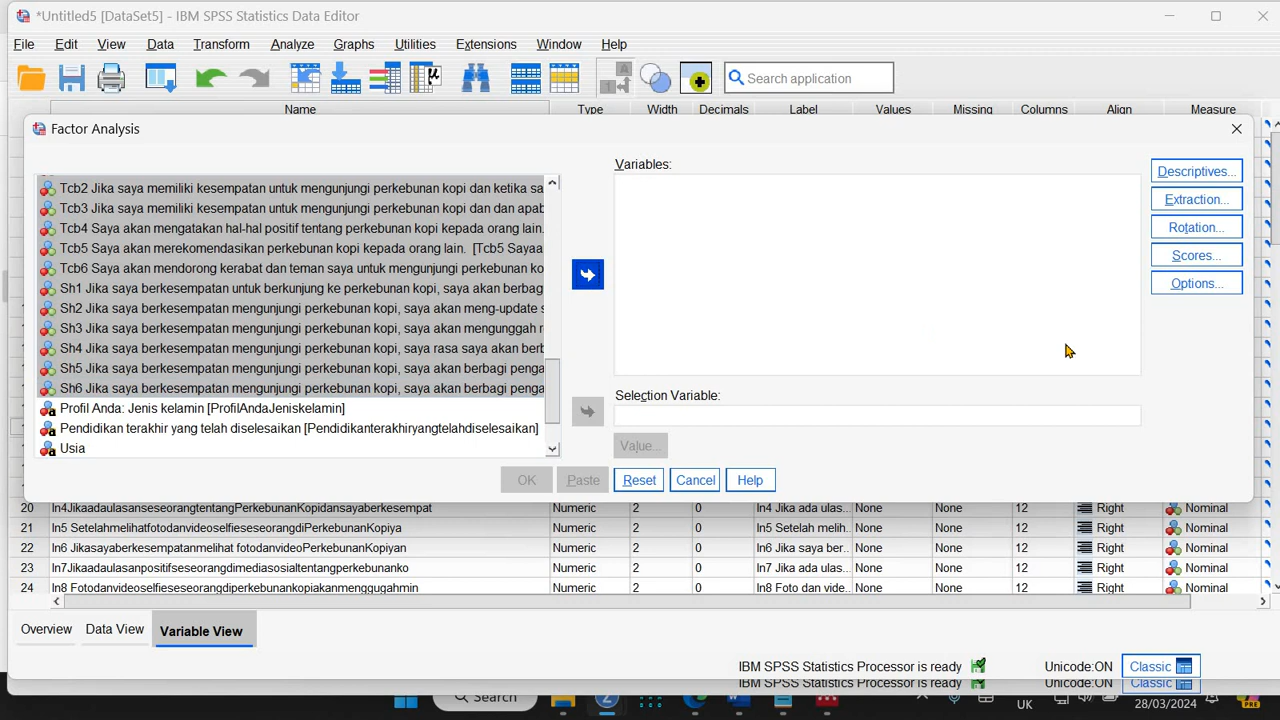 *Untitled5 [DataSet5] - IBM SPSS Statistics Data Editor
File Edit View Data Transform Analyze Graphs Utilities Extensions Window Help
Search application
Name Type Width Decimals Label Values Missing Columns Align Measure
Factor Analysis
Variables:
Descriptives...
Tcb2 Jika saya memiliki kesempatan untuk mengunjungi perkebunan kopi dan ketika sa
Extraction...
Tcb3 Jika saya memiliki kesempatan untuk mengunjungi perkebunan kopi dan dan apab
Tcb4 Saya akan mengatakan hal-hal positif tentang perkebunan kopi kepada orang lain.
Rotation...
Tcb5 Saya akan merekomendasikan perkebunan kopi kepada orang lain. [Tcb5 Sayaa
Scores...
Tcb6 Saya akan mendorong kerabat dan teman saya untuk mengunjungi perkebunan ko
Options...
Sh1 Jika saya berkesempatan untuk berkunjung ke perkebunan kopi, saya akan berbag
Sh2 Jika saya berkesempatan mengunjungi perkebunan kopi, saya akan meng-update s
Sh3 Jika saya berkesempatan mengunjungi perkebunan kopi, saya akan mengunggah
Sh4 Jika saya berkesempatan mengunjungi perkebunan kopi, saya rasa saya akan ber
Sh5 Jika saya berkesempatan mengunjungi perkebunan kopi, saya akan berbagi penga
Sh6 Jika saya berkesempatan mengunjungi perkebunan kopi, saya akan berbagi penga
Selection Variable:
Profil Anda: Jenis kelamin [ProfilAndaJeniskelamin]
Pendidikan terakhir yang telah diselesaikan [Pendidikanterakhiryangtelahdiselesaikan]
Usia
Value...
OK Paste Reset Cancel Help
20 In4JikaadaulasanseseorangtentangPerkebunanKopidansayaberkesempat Numeric 2 0 In4 Jika ada ulas... None None 12 Right Nominal
21 In5 SetelahmelihatfotodanvideoselfieseseorangdiPerkebunanKopiya Numeric 2 0 In5 Setelah melih... None None 12 Right Nominal
22 In6 Jikasayaberkesempatanmelihat fotodanvideoPerkebunanKopiyan Numeric 2 0 In6 Jika saya ber... None None 12 Right Nominal
23 In7Jikaadaulasanpositifseseorangdimediasosialtentangperkebunanko Numeric 2 0 In7 Jika ada ulas... None None 12 Right Nominal
24 In8 Fotodanvideoselfieseseorangdiperkebunankopiakanmenggugahmin Numeric 2 0 In8 Foto dan vide... None None 12 Right Nominal
Overview Data View Variable View
IBM SPSS Statistics Processor is ready Unicode:ON Classic
IBM SPSS Statistics Processor is ready Unicode:ON Classic
Search UK 28/03/2024 PRE